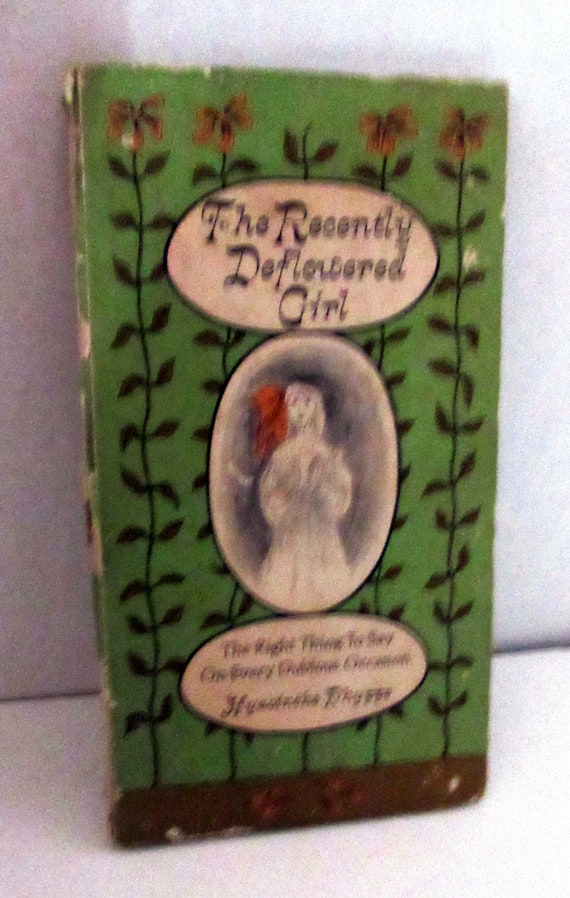 The Recently
Deflowered
Girl
The Right Thing To Say
On Every Dubious Occasion
Hyacinthe Phypps